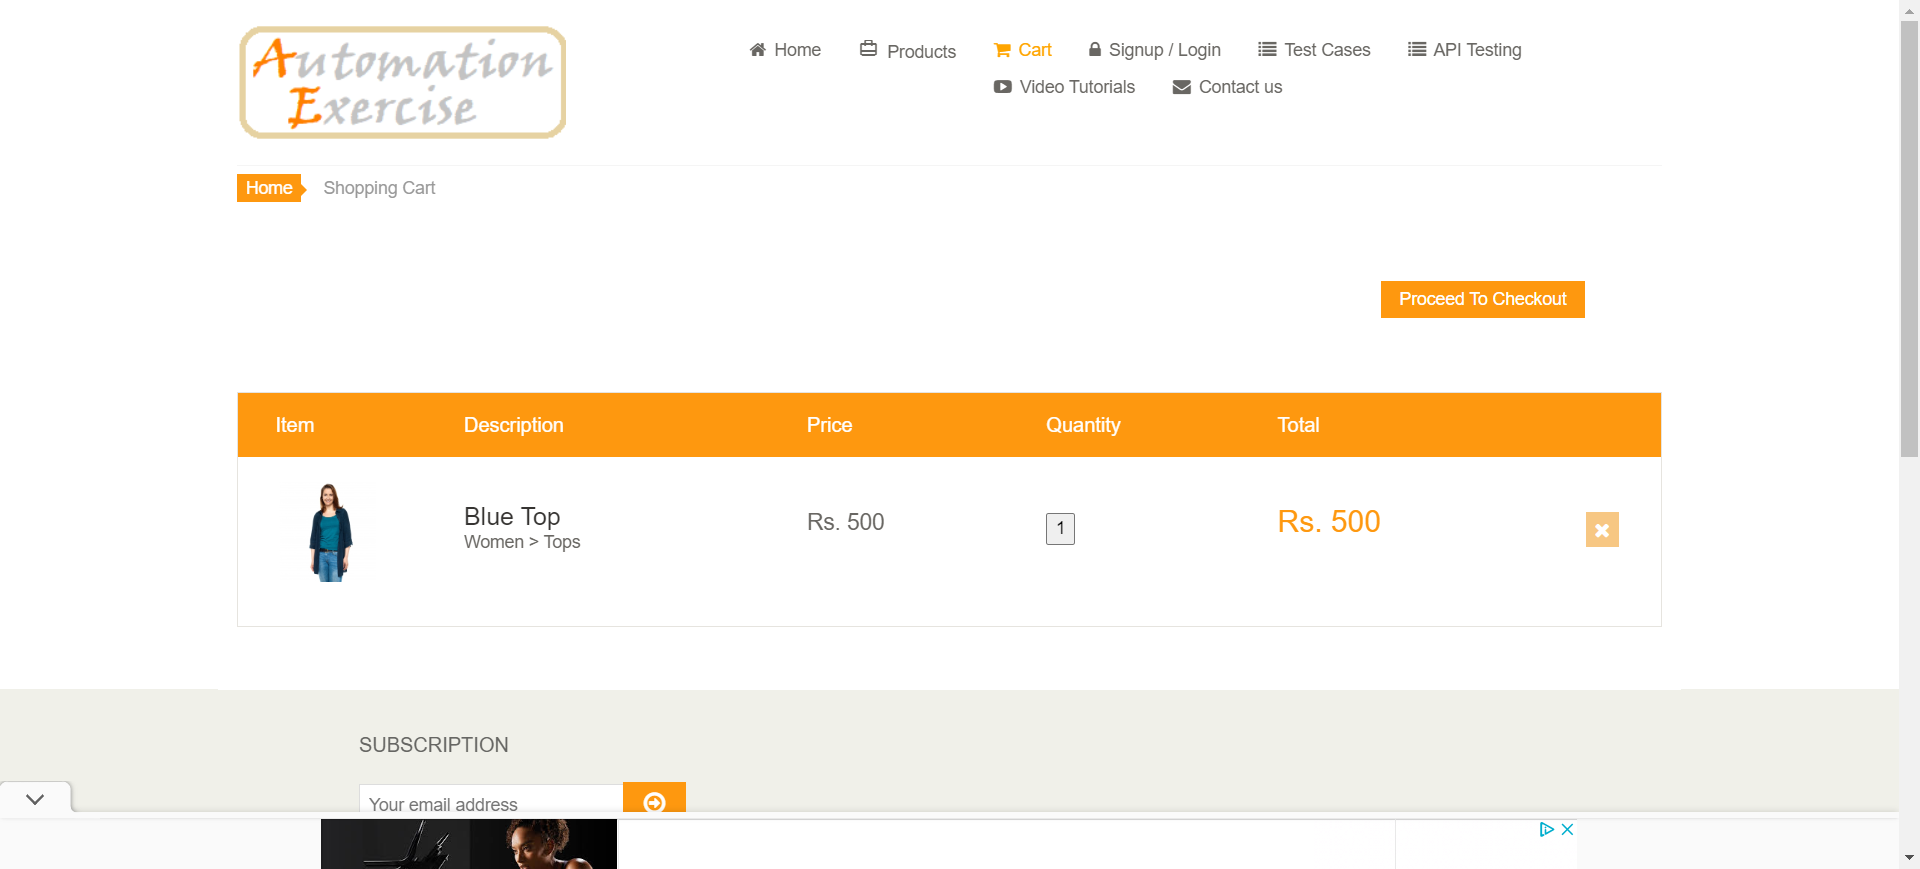 Automation
Exercise
Home
Products
Cart
Signup / Login
Test Cases
API Testing
Video Tutorials
Contact us
Home
Shopping Cart
Proceed To Checkout
Item Description Price Quantity Total
Blue Top
Women > Tops
Rs. 500
1
Rs. 500
SUBSCRIPTION
Your email address